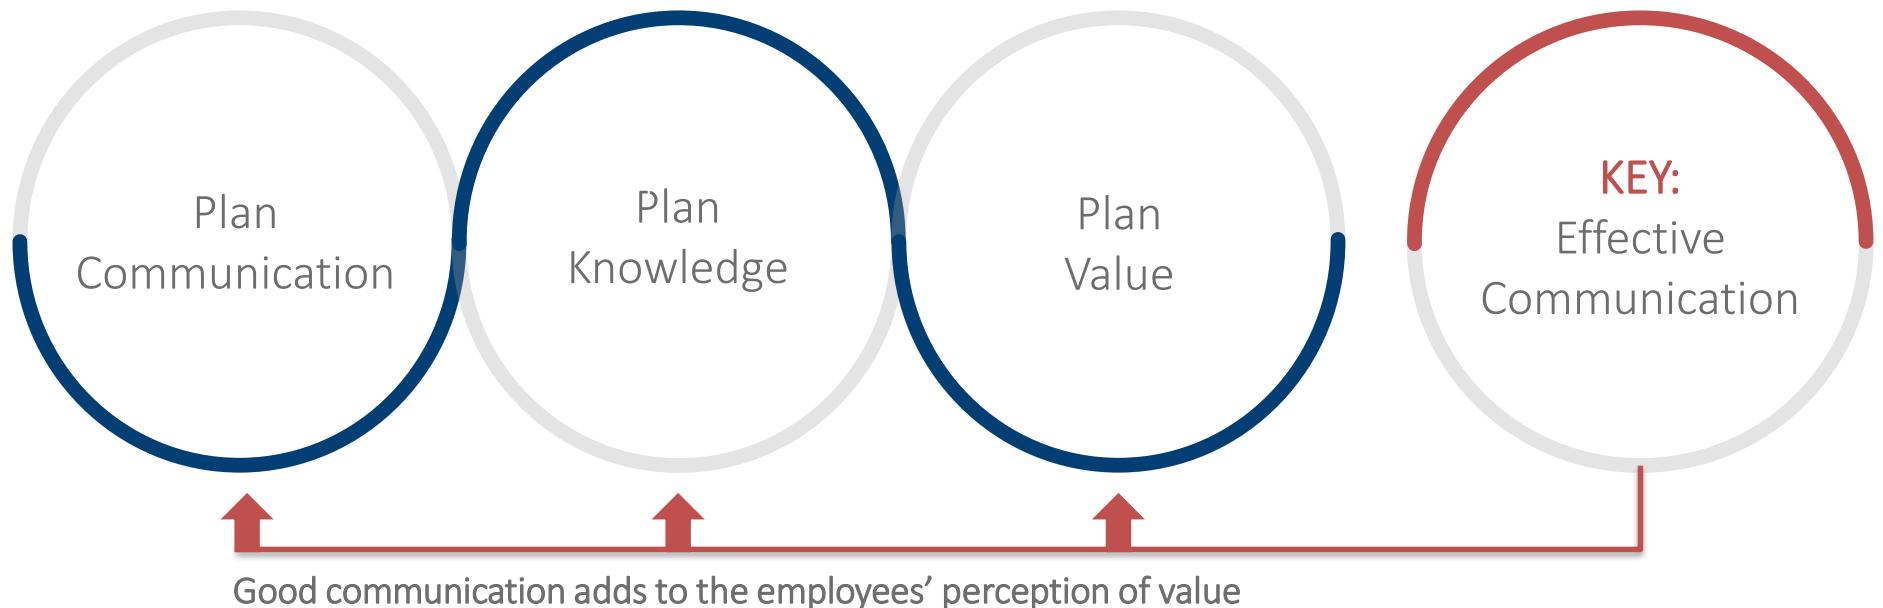 Plan
Communication
Plan
Knowledge
Plan
Value
KEY:
Effective
Communication
Good communication adds to the employees’ perception of value